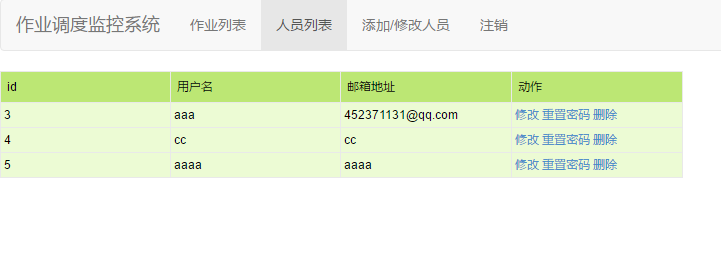 作业调度监控系统 作业列表 人员列表 添加/修改人员 注销
id 用户名 邮箱地址 动作
3 aaa 452371131@qq.com 修改 重置密码 删除
4 cc cc 修改 重置密码 删除
5 aaaa aaaa 修改 重置密码 删除